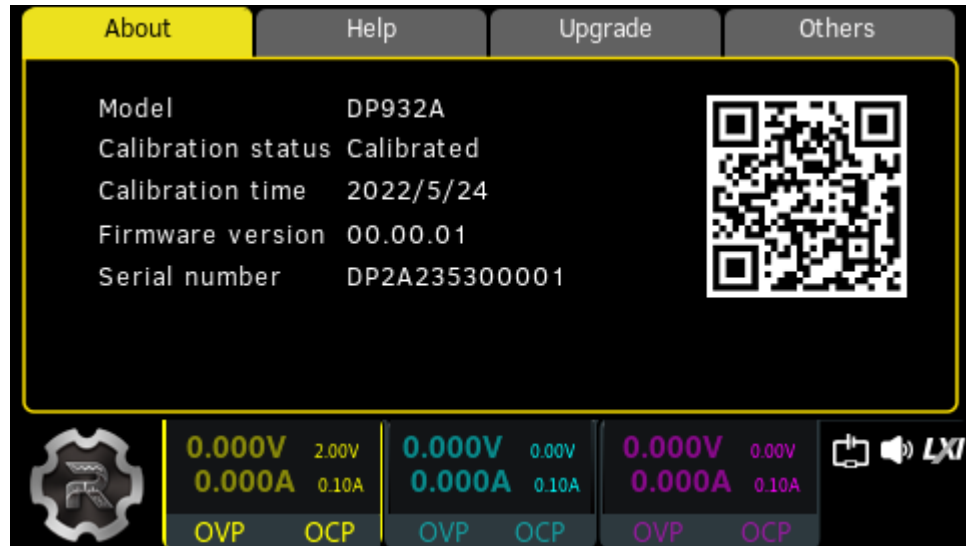 About Help Upgrade Others
Model DP932A
Calibration status Calibrated
Calibration time 2022/5/24
Firmware version 00.00.01
Serial number DP2A235300001
0.000V 2.00V 0.000V 0.00V 0.000V 0.00V LXI
0.000A 0.10A 0.000A 0.10A 0.000A 0.10A
OVP OCP OVP OCP OVP OCP
R